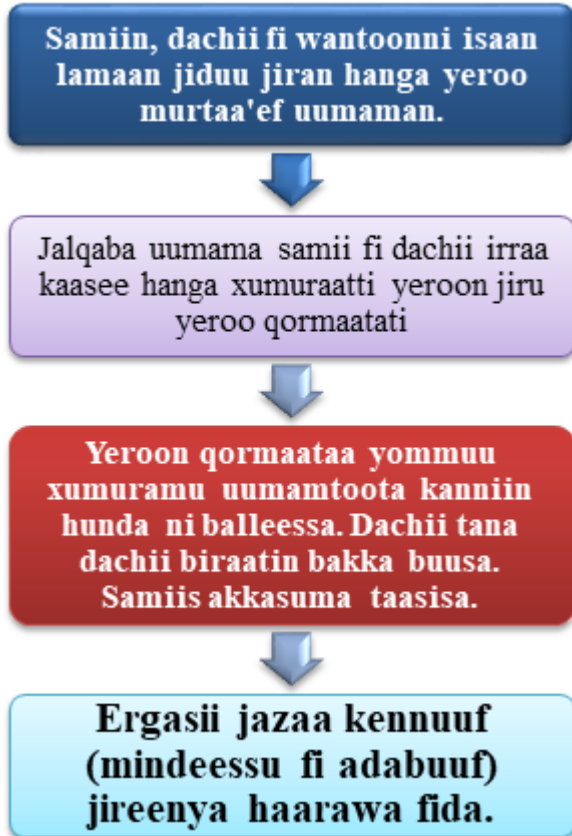 Samiin, dachii fi wantoonni isaan
lamaan jiduu jiran hanga yeroo
murtaa'ef uumaman.
Jalqaba uumama samii fi dachii irraa
kaasee hanga xumuraatti yeroon jiru
yeroo qormaatati
Yeroon qormaataa yommuu
xumuramu uumamtoota kanniin
hunda ni balleessa. Dachii tana
dachii biraatin bakka buusa.
Samiis akkasuma taasisa.
Ergasii jazaa kennuuf
(mindeessu fi adabuuf)
jireenya haarawa fida.